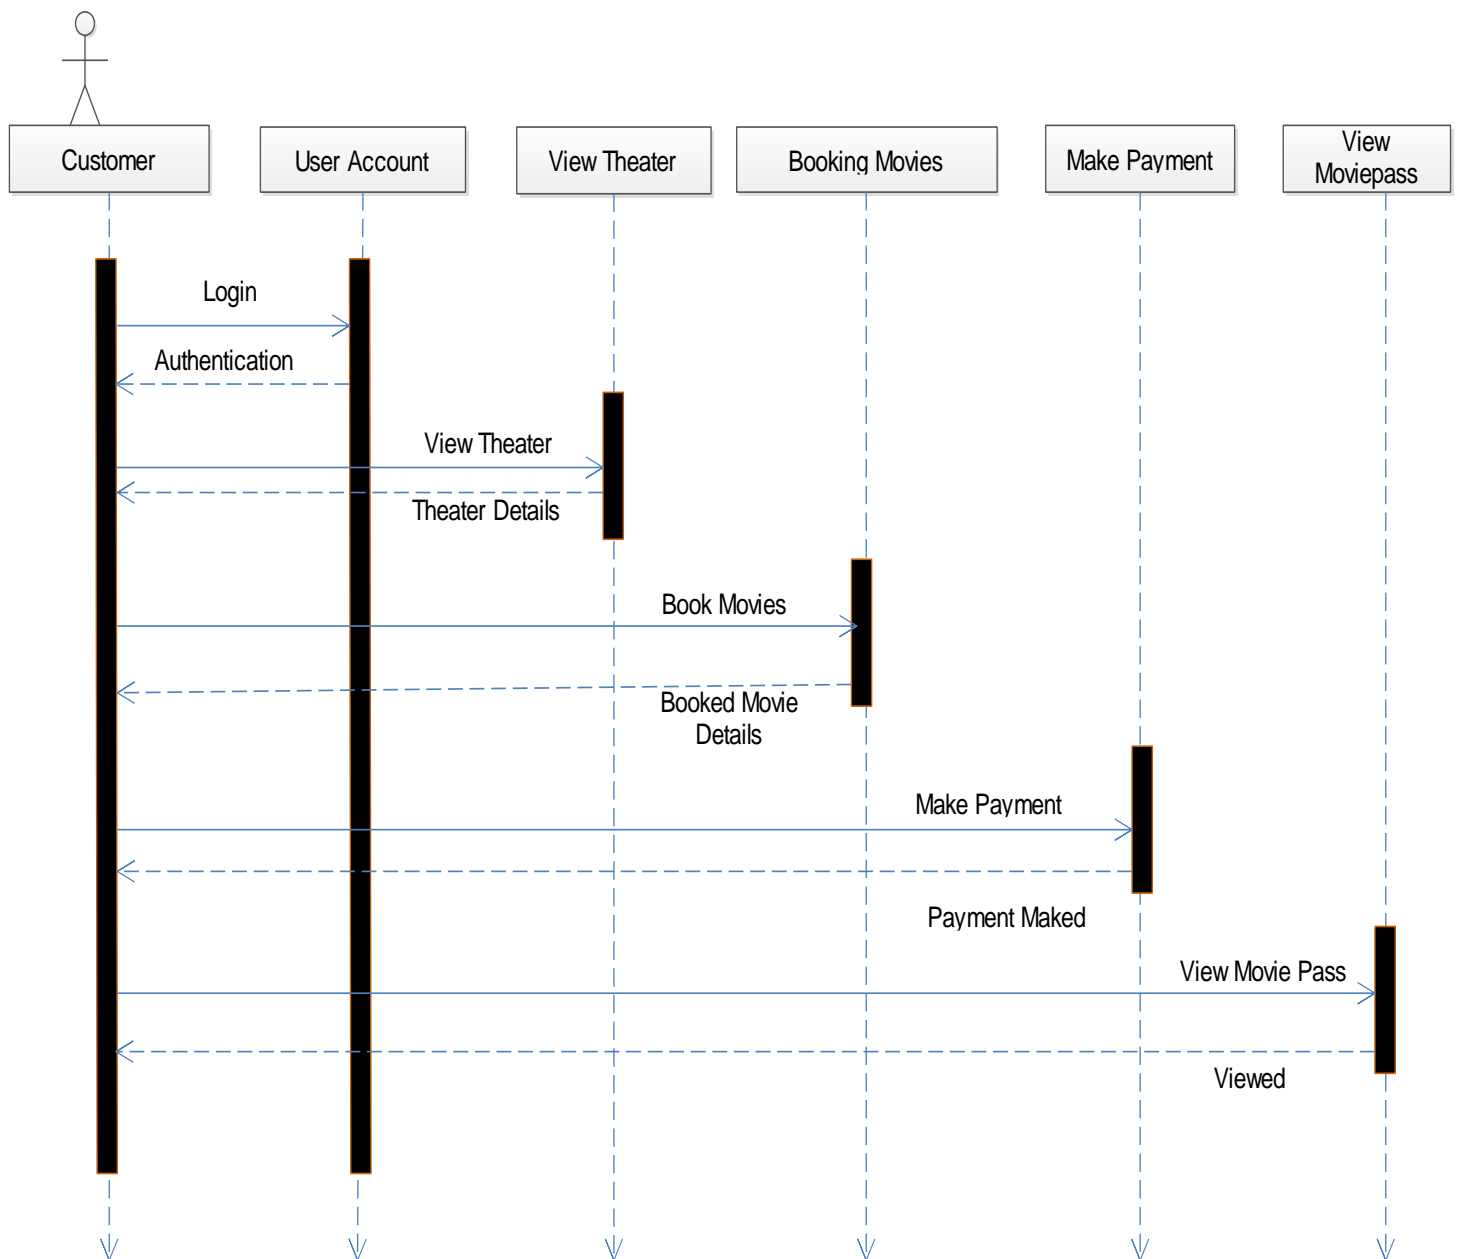 Customer
User Account
View Theater
Booking Movies
Make Payment
View
Moviepass
Login
Authentication
View Theater
Theater Details
Book Movies
Booked Movie
Details
Make Payment
Payment Maked
View Movie Pass
Viewed